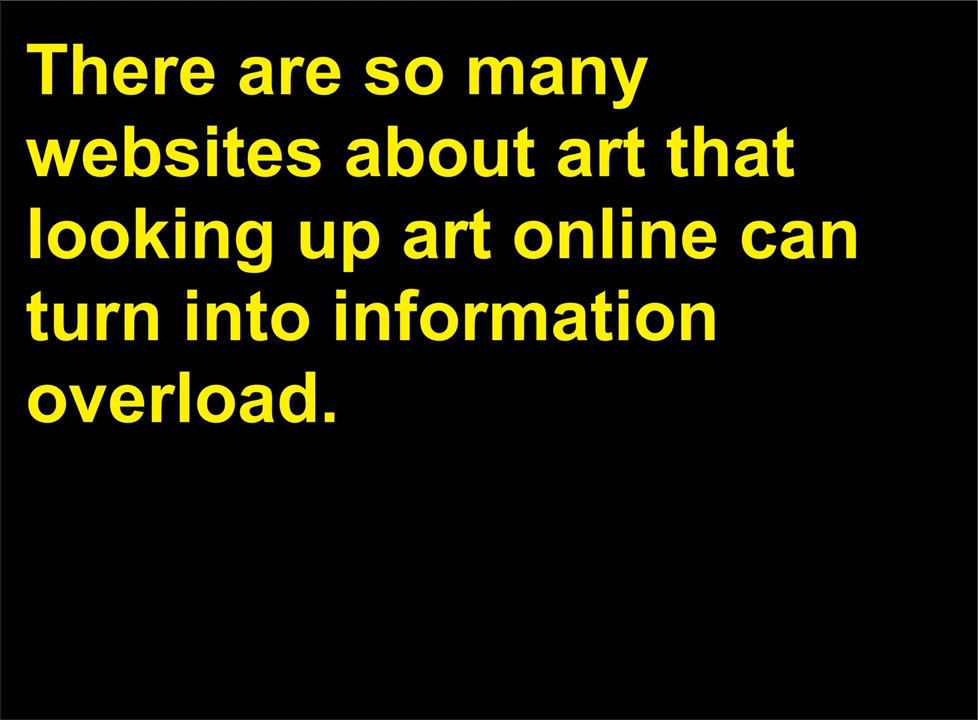 There are so many
websites about art that
looking up art online can
turn into information
overload.